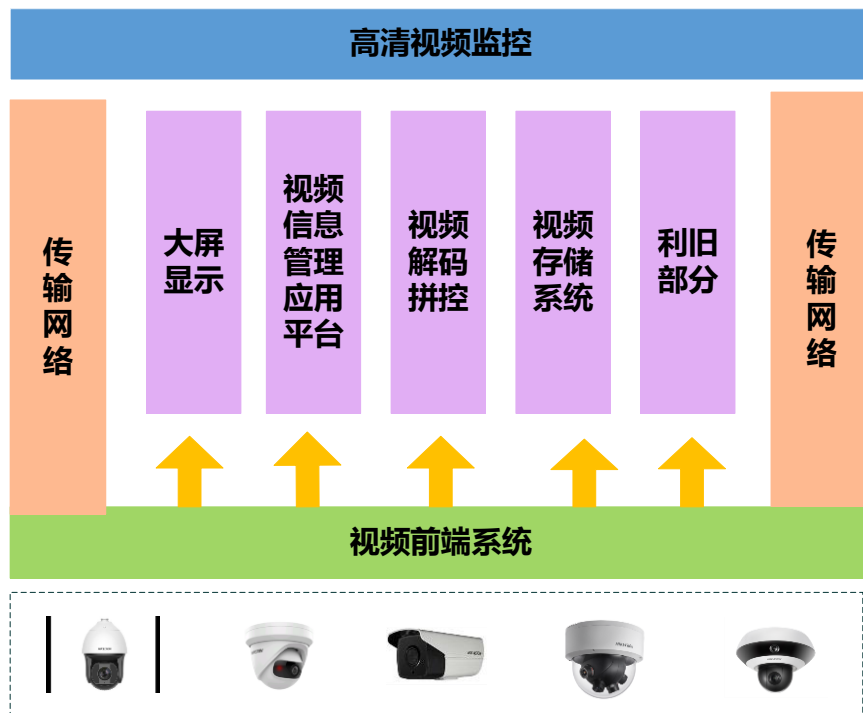 高清视频监控
传
输
网
络
大屏
显示
视频
信息
管理
应用
平台
视频
解码
拼控
视频
存储
系统
利旧
部分
传
输
网
络
视频前端系统